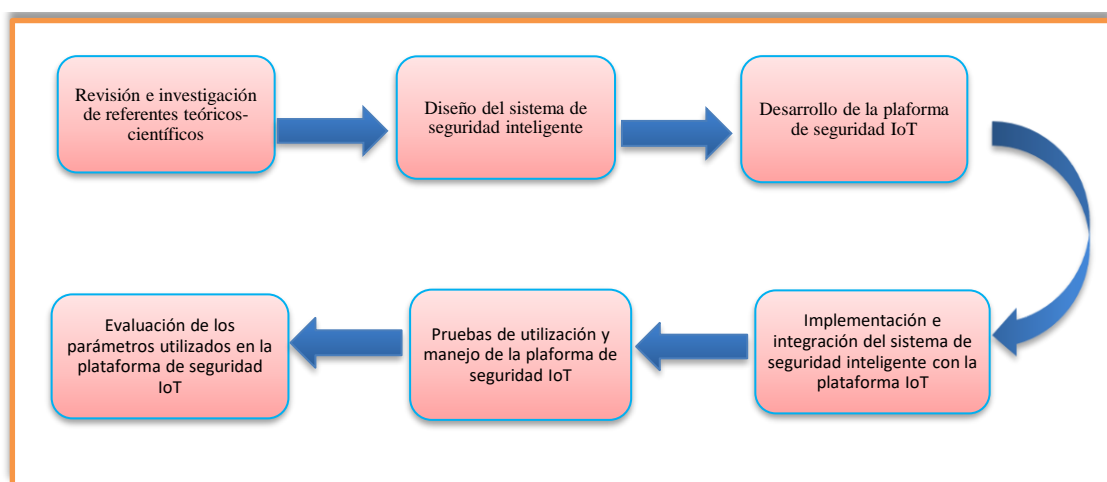 Revisión e investigación
de referentes teóricos-
científicos
Diseño del sistema de
seguridad inteligente
Desarrollo de la plaforma
de seguridad IoT
Implementación e
integración del sistema de
seguridad inteligente con la
plataforma IoT
Pruebas de utilización y
manejo de la plaforma de
seguridad IoT
Evaluación de los
parámetros utilizados en la
plataforma de seguridad
IoT